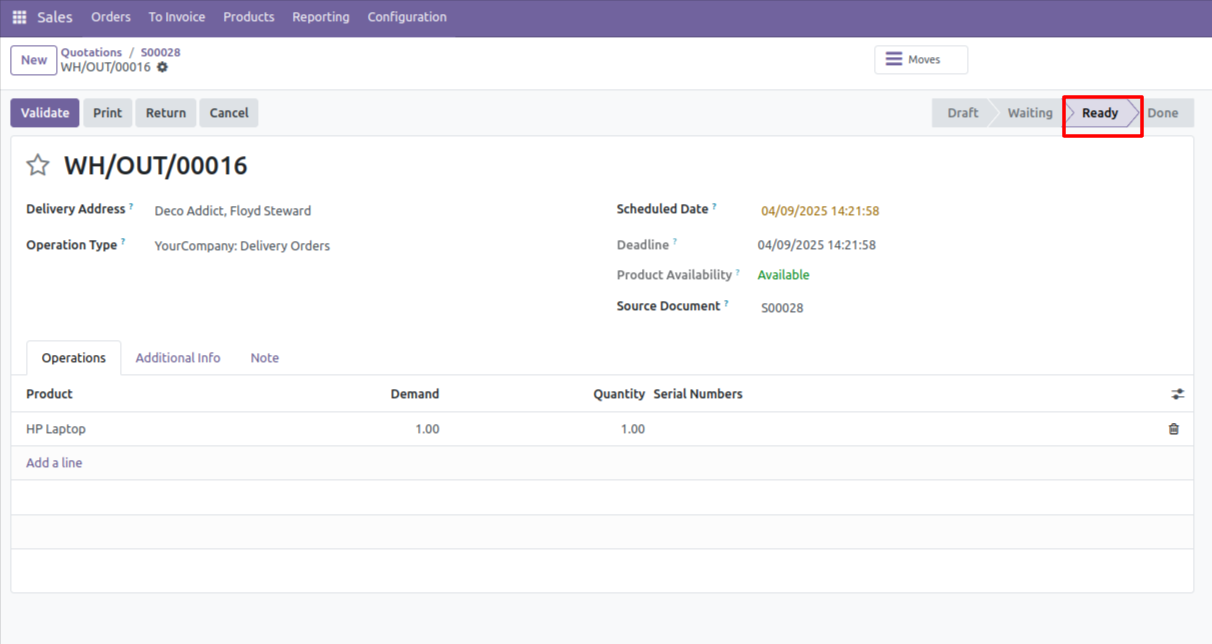 Sales Orders To Invoice Products Reporting Configuration
New Quotations / S00028
WH/OUT/00016
Moves
Validate Print Return Cancel Draft Waiting Ready Done
WH/OUT/00016
Delivery Address ? Deco Addict, Floyd Steward Scheduled Date ? 04/09/2025 14:21:58
Operation Type ? YourCompany: Delivery Orders Deadline ? 04/09/2025 14:21:58
Product Availability ? Available
Source Document ? S00028
Operations Additional Info Note
Product Demand Quantity Serial Numbers
HP Laptop 1.00 1.00
Add a line